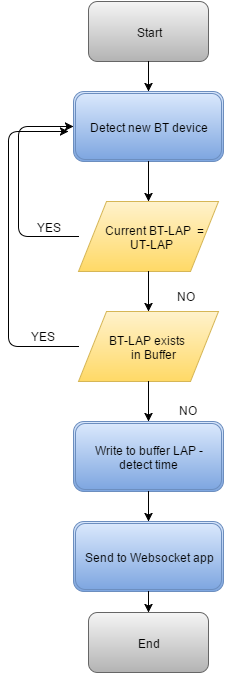 Start
Detect new BT device
Current BT-LAP =
UT-LAP
YES
NO
BT-LAP exists
in Buffer
YES
NO
Write to buffer LAP -
detect time
Send to Websocket app
End